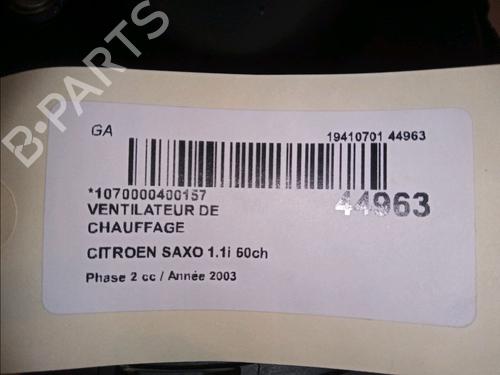 B-PARTS
GA
19410701 44963
*1070000400157
44963
VENTILATEUR DE
CHAUFFAGE
CITROEN SAXO 1.1i 60ch
Phase 2 cc / Année 2003